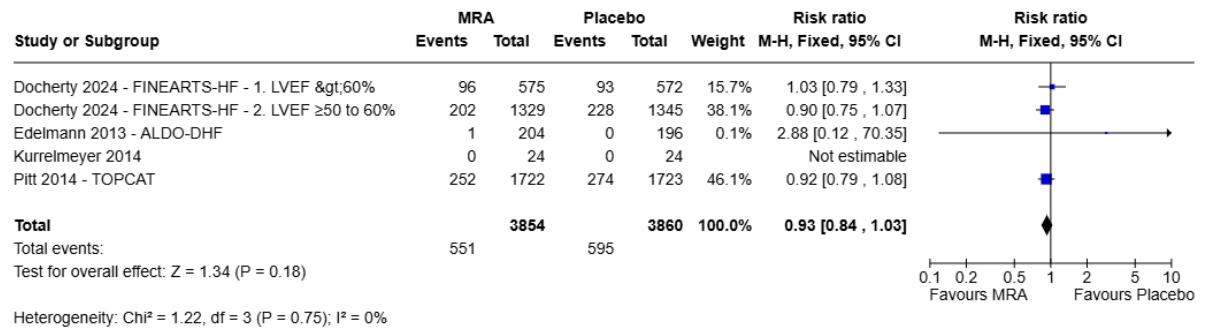 MRA Placebo Risk ratio Risk ratio
Study or Subgroup Events Total Events Total Weight M-H, Fixed, 95% CI M-H, Fixed, 95% CI
Docherty 2024 - FINEARTS-HF - 1. LVEF &gt;60% 96 575 93 572 15.7% 1.03 [0.79 , 1.33]
Docherty 2024 - FINEARTS-HF - 2. LVEF ≥50 to 60% 202 1329 228 1345 38.1% 0.90 [0.75 , 1.07]
Edelmann 2013 - ALDO-DHF 1 204 0 196 0.1% 2.88 [0.12 , 70.35]
Kurrelmeyer 2014 0 24 0 24 Not estimable
Pitt 2014 - TOPCAT 252 1722 274 1723 46.1% 0.92 [0.79 , 1.08]
Total 3854 3860 100.0% 0.93 [0.84 , 1.03]
Total events: 551 595
Test for overall effect: Z = 1.34 (P = 0.18)
0.1 0.2 0.5 1 2 5 10
Favours MRA Favours Placebo
Heterogeneity: Chi² = 1.22, df = 3 (P = 0.75); I² = 0%